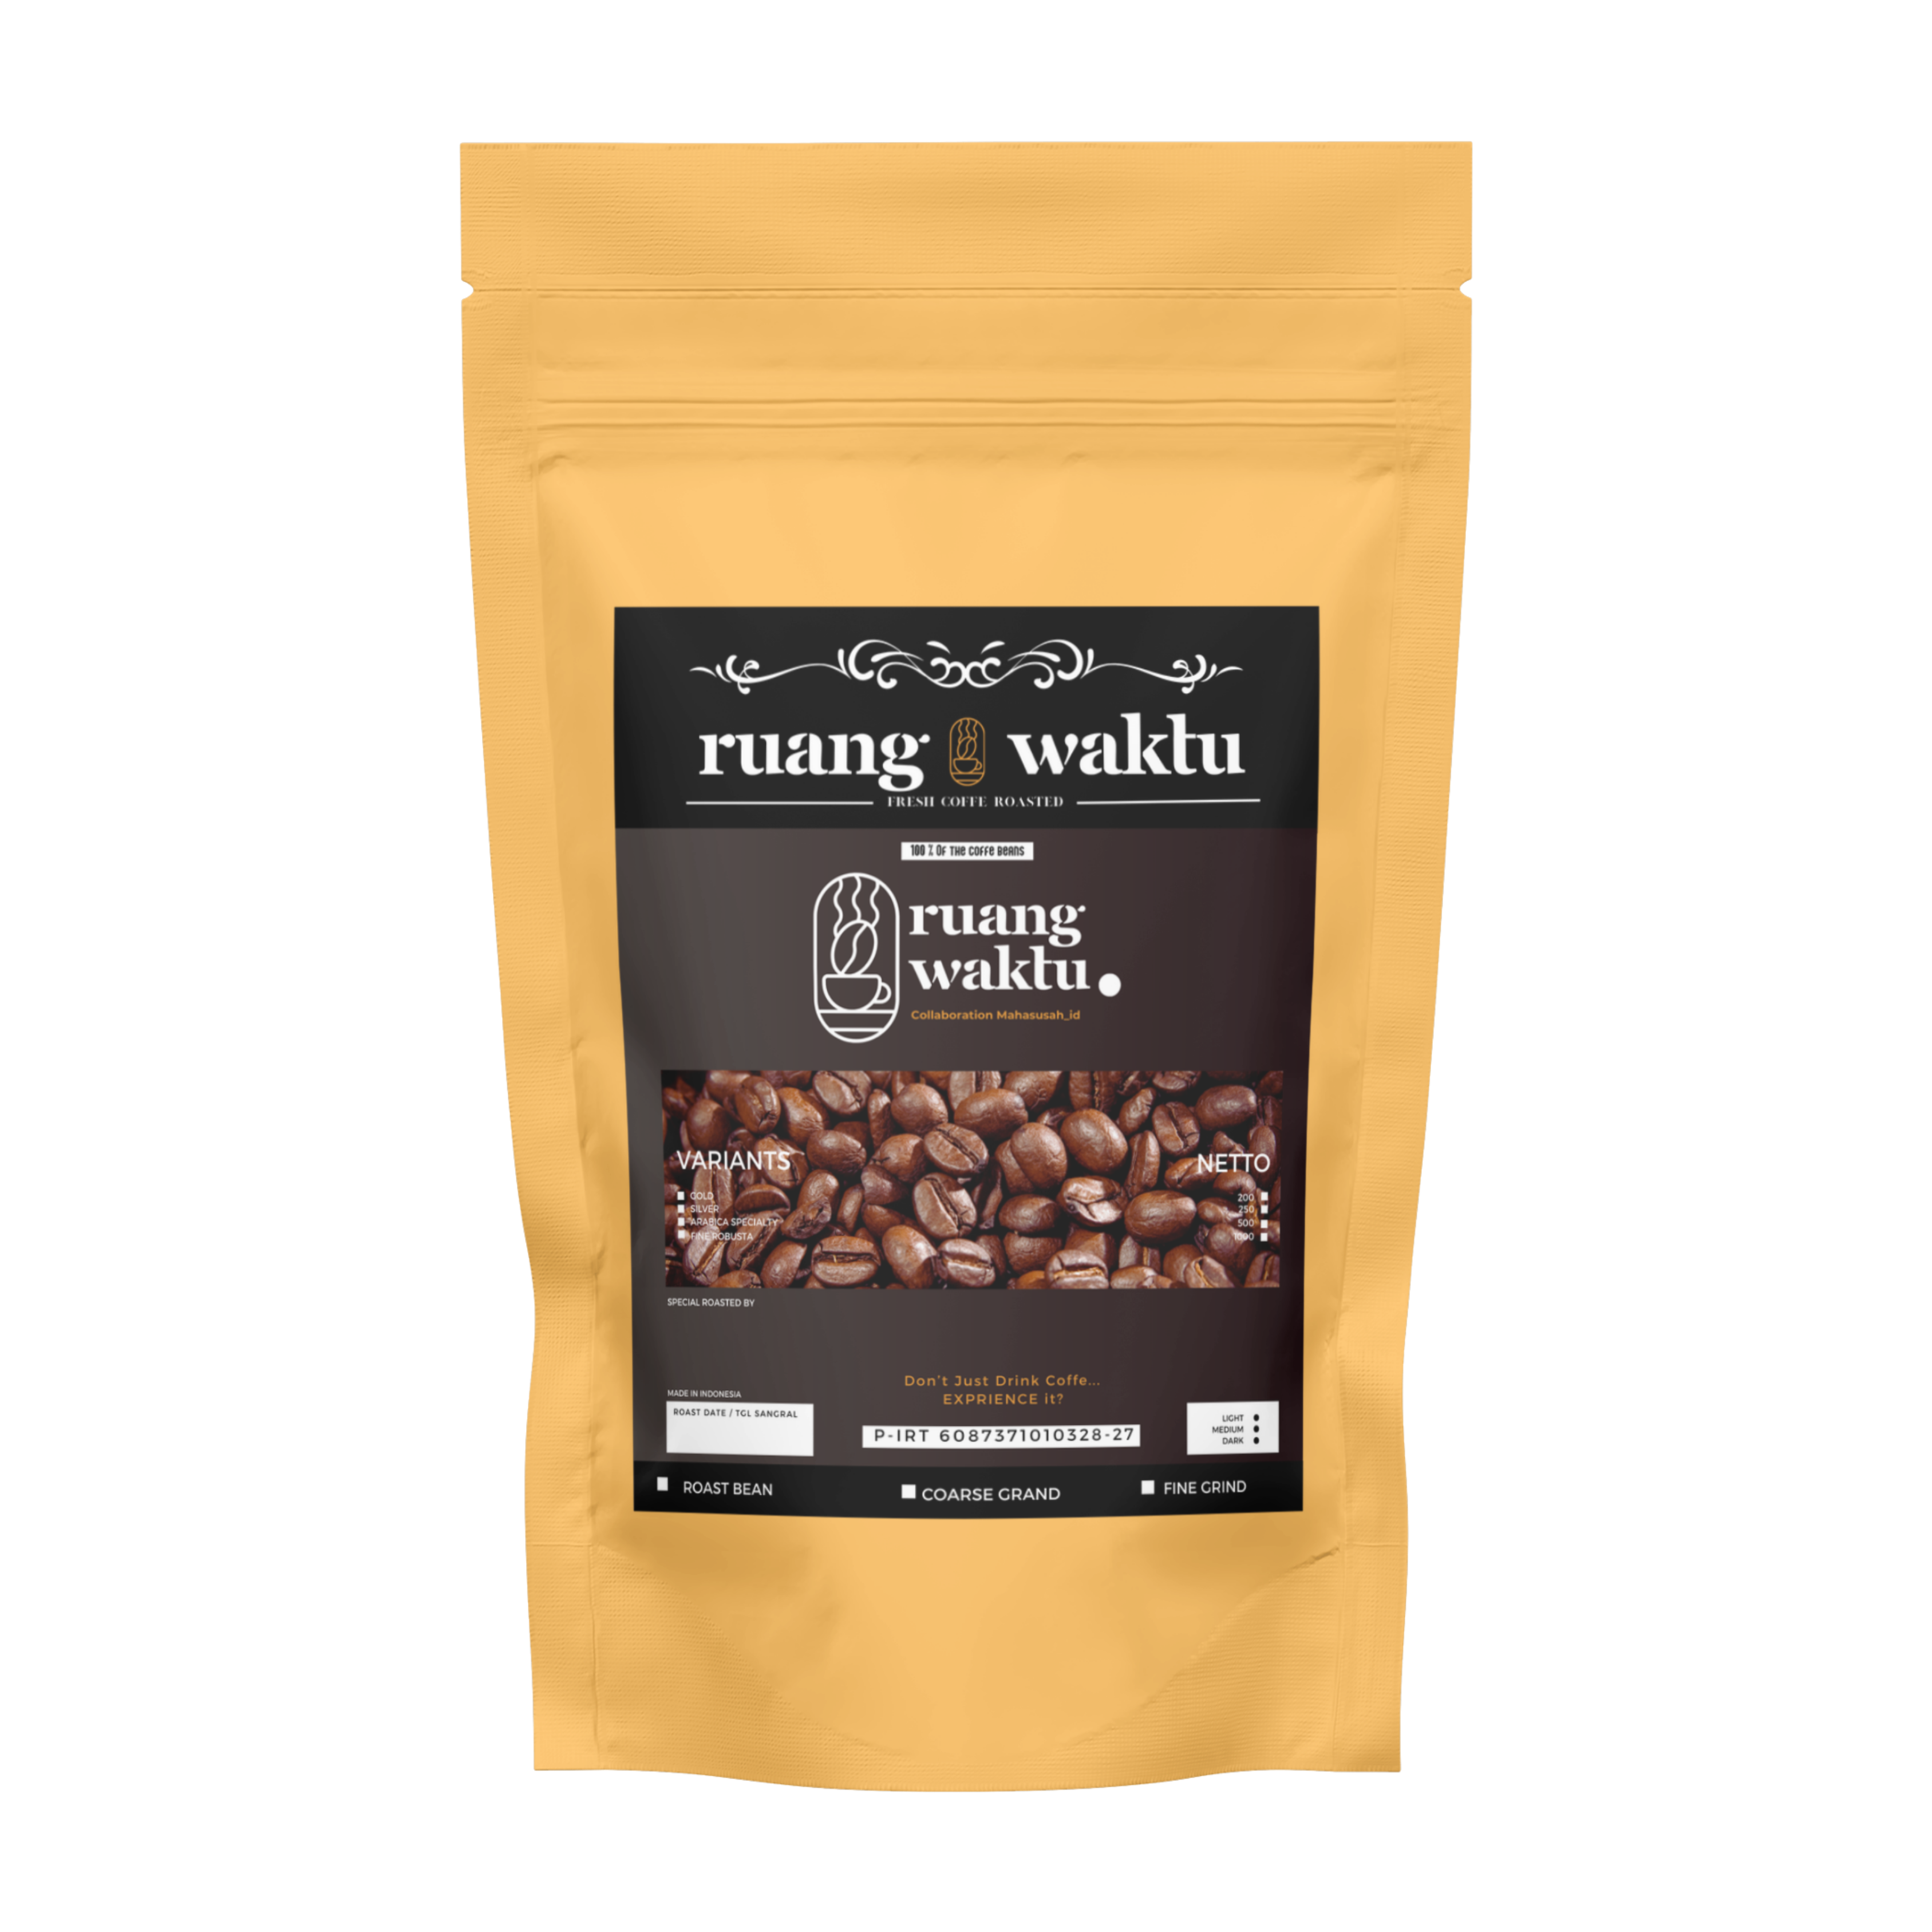 ruang waktu
FRESH COFFE ROASTED
100 % OF THE COFFE BEANS
ruang
waktu.
Collaboration Mahasusah_id
VARIANTS
GOLD
SILVER
ARABICA SPECIALTY
FINE ROBUSTA
NETTO
200
250
500
1000
SPECIAL ROASTED BY
Don't Just Drink Coffe...
EXPRIENCE it?
MADE IN INDONESIA
ROAST DATE / TGL SANGRAL
P-IRT 6087371010328-27
LIGHT
MEDIUM
DARK
ROAST BEAN
COARSE GRAND
FINE GRIND